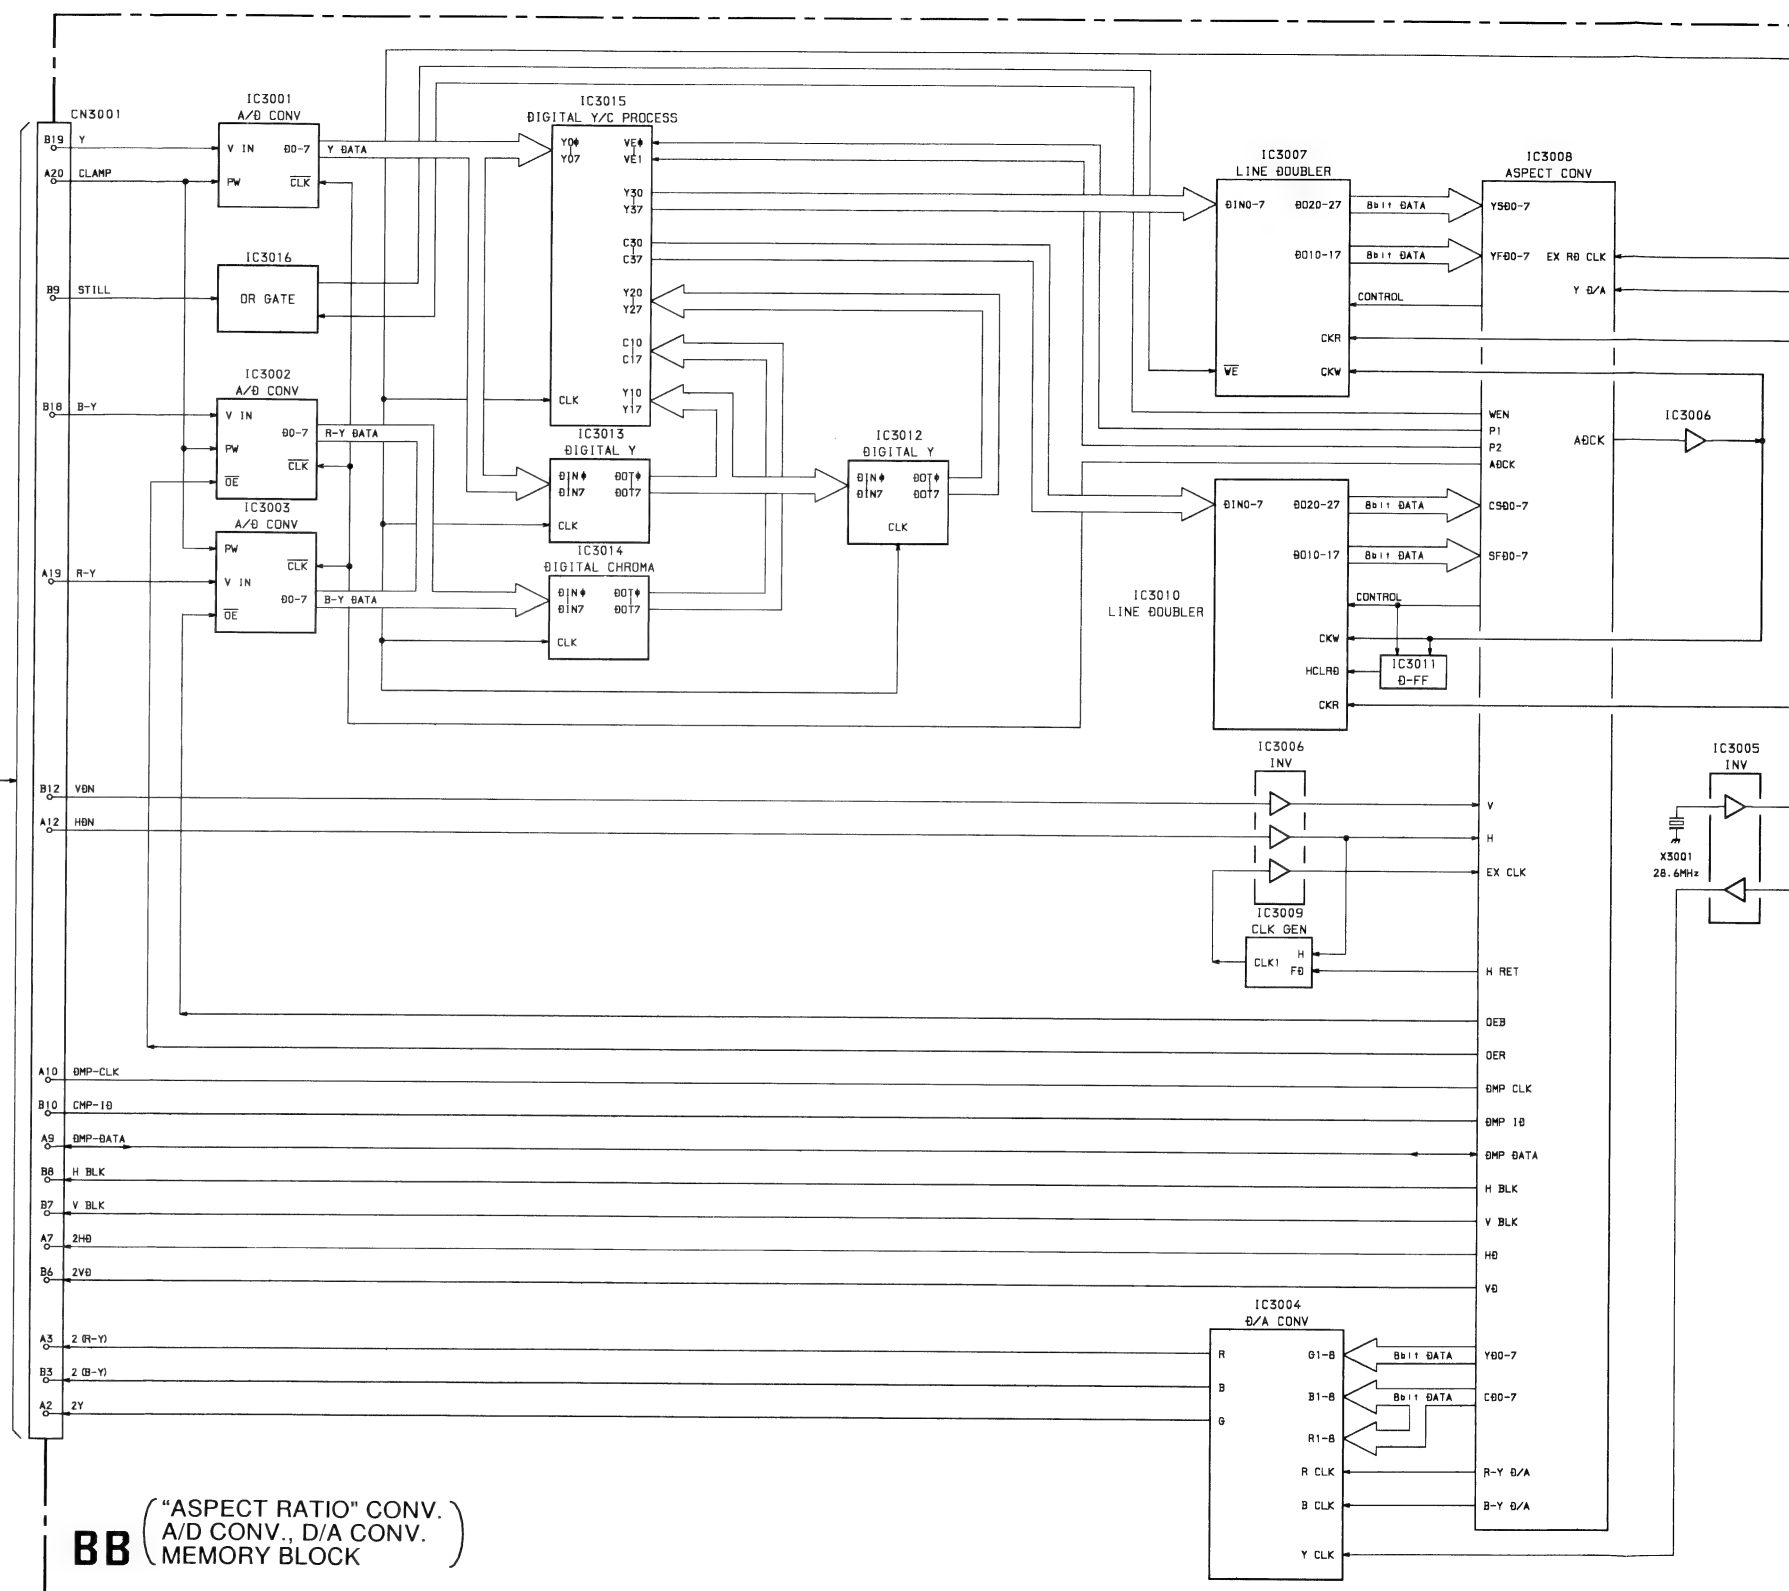 CN3001
B19 Y
A20 CLAMP
B9 STILL
B18 B-Y
A19 R-Y
B12 VDN
A12 HDN
A10 DMP-CLK
B10 CMP-ID
A9 DMP-DATA
B8 H BLK
B7 V BLK
A7 2HD
B6 2VD
A3 2 (R-Y)
B3 2 (B-Y)
A2 2Y
IC3001
A/D CONV
V IN D0-7
PW CLK
Y DATA
IC3016
OR GATE
IC3002
A/D CONV
V IN
D0-7
PW
CLK
OE
R-Y DATA
IC3003
A/D CONV
PW
CLK
V IN
D0-7
OE
B-Y DATA
IC3015
DIGITAL Y/C PROCESS
Y00 VE0
Y07 VE1
Y30
Y37
C30
C37
Y20
Y27
C10
C17
Y10
CLK
Y17
IC3013
DIGITAL Y
DIN0 DOT0
DIN7 DOT7
CLK
IC3014
DIGITAL CHROMA
DIN0 DOT0
DIN7 DOT7
CLK
IC3012
DIGITAL Y
DIN0 DOT0
DIN7 DOT7
CLK
IC3007
LINE DOUBLER
DIN0-7 DO20-27
DO10-17
CKR
WE CKW
8bit DATA
8bit DATA
CONTROL
IC3008
ASPECT CONV
YSD0-7
YFD0-7 EX RD CLK
Y D/A
WEN
P1
P2
ADCK
ADCK
IC3006
CSD0-7
SFD0-7
IC3010
LINE DOUBLER
DIN0-7 DO20-27
DO10-17
CKW
HCLRD
CKR
8bit DATA
8bit DATA
CONTROL
IC3011
D-FF
IC3006
INV
V
H
EX CLK
IC3009
CLK GEN
H
CLK1
FD
H RET
IC3005
INV
X3001
28.6MHz
OEB
OER
DMP CLK
DMP ID
DMP DATA
H BLK
V BLK
HD
VD
IC3004
D/A CONV
R G1-8
B B1-8
G
R1-8
R CLK
B CLK
Y CLK
8bit DATA
8bit DATA
YD0-7
CD0-7
R-Y D/A
B-Y D/A
BB
("ASPECT RATIO" CONV.
A/D CONV., D/A CONV.
MEMORY BLOCK)